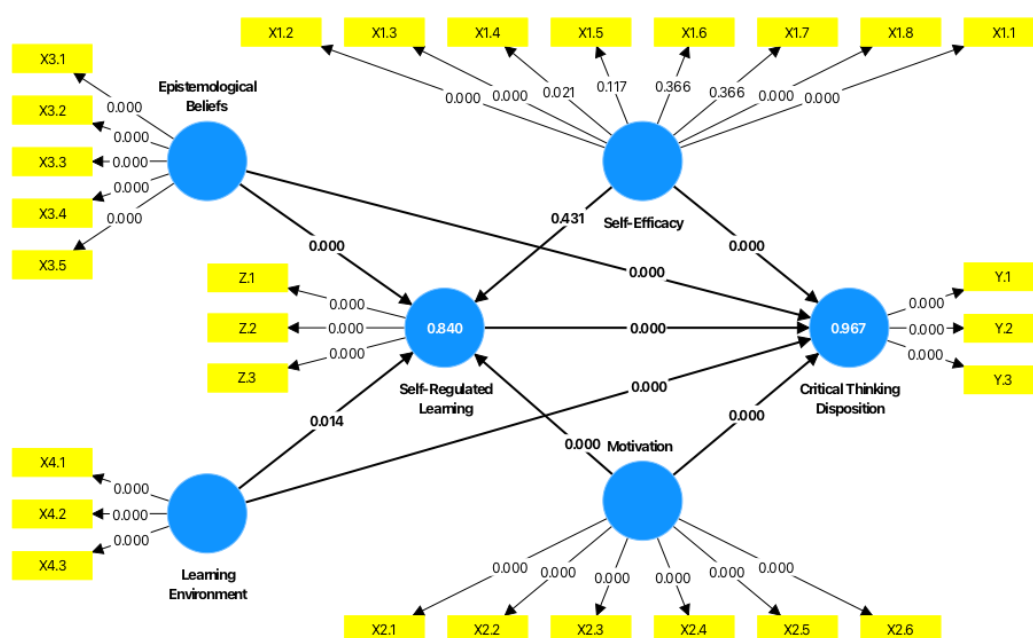 X1.2 X1.3 X1.4 X1.5 X1.6 X1.7 X1.8 X1.1
0.000 0.000 0.021 0.117 0.366 0.366 0.000 0.000
X3.1
X3.2
X3.3
X3.4
X3.5
0.000
0.000
0.000
0.000
0.000
Epistemological
Beliefs
Self-Efficacy
0.000
0.431
0.000
0.000
Z.1
Z.2
Z.3
0.000
0.000
0.000
0.840
Self-Regulated
Learning
0.000
0.967
Critical Thinking
Disposition
0.000
0.000
0.000
Y.1
Y.2
Y.3
0.014
0.000
0.000
0.000
Motivation
X4.1
X4.2
X4.3
0.000
0.000
0.000
Learning
Environment
0.000 0.000 0.000 0.000 0.000 0.000
X2.1 X2.2 X2.3 X2.4 X2.5 X2.6